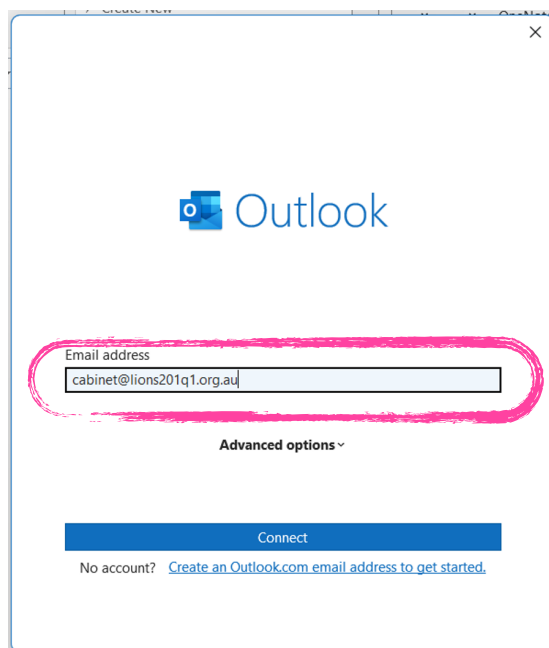 Create New
OneNot
Outlook
Email address
cabinet@lions201q1.org.au
Advanced options
Connect
No account? Create an Outlook.com email address to get started.